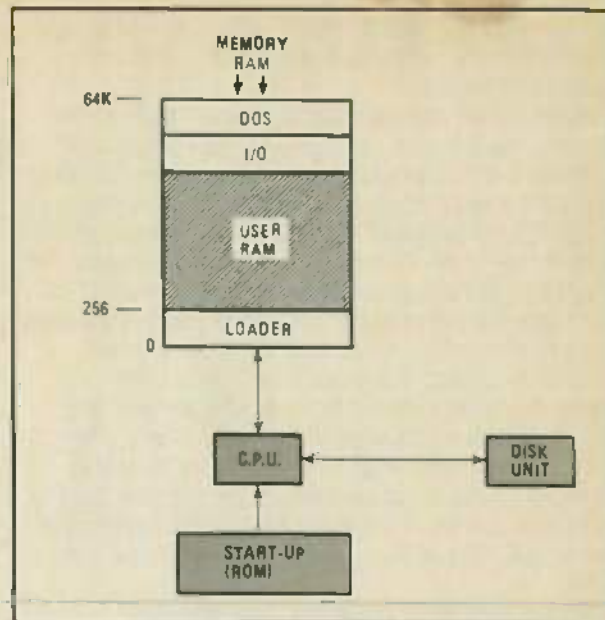 MEMORY
RAM
64K
DOS
I/O
USER
RAM
256
LOADER
0
C.P.U.
DISK
UNIT
START-UP
(ROM)